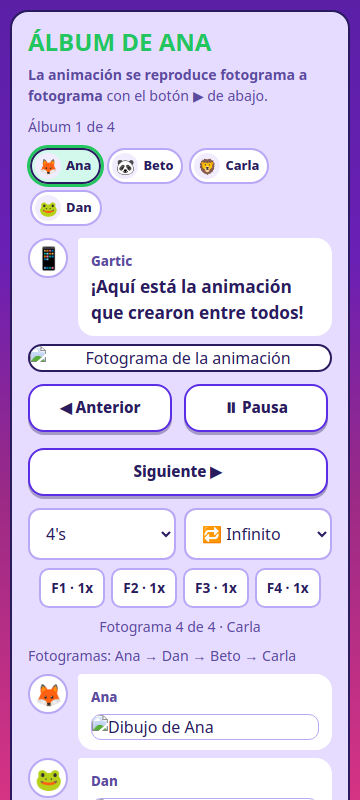 ÁLBUM DE ANA
La animación se reproduce fotograma a
fotograma con el botón ▶ de abajo.
Álbum 1 de 4
Ana
Beto
Carla
Dan
Gartic
¡Aquí está la animación
que crearon entre todos!
Fotograma de la animación
◀ Anterior
⏸ Pausa
Siguiente ▶
4's
🔁 Infinito
F1 · 1x
F2 · 1x
F3 · 1x
F4 · 1x
Fotograma 4 de 4 · Carla
Fotogramas: Ana → Dan → Beto → Carla
Ana
Dibujo de Ana
Dan